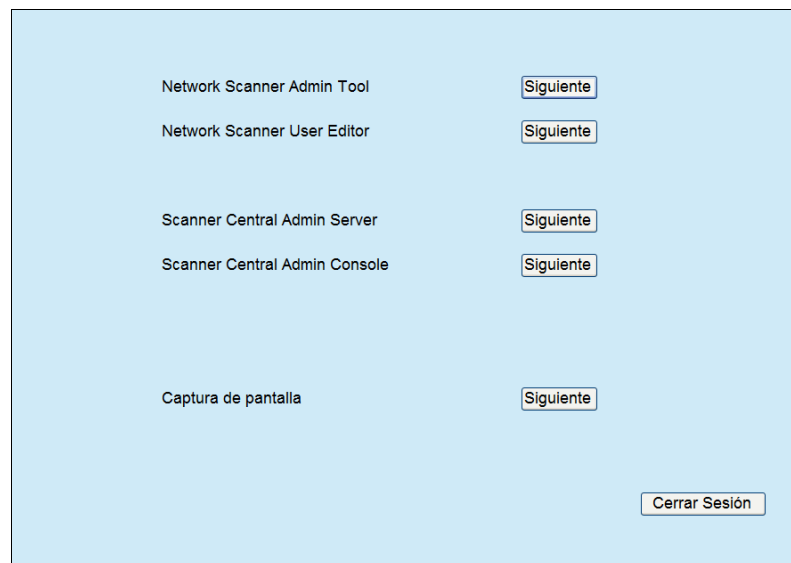 Network Scanner Admin Tool Siguiente
Network Scanner User Editor Siguiente
Scanner Central Admin Server Siguiente
Scanner Central Admin Console Siguiente
Captura de pantalla Siguiente
Cerrar Sesión